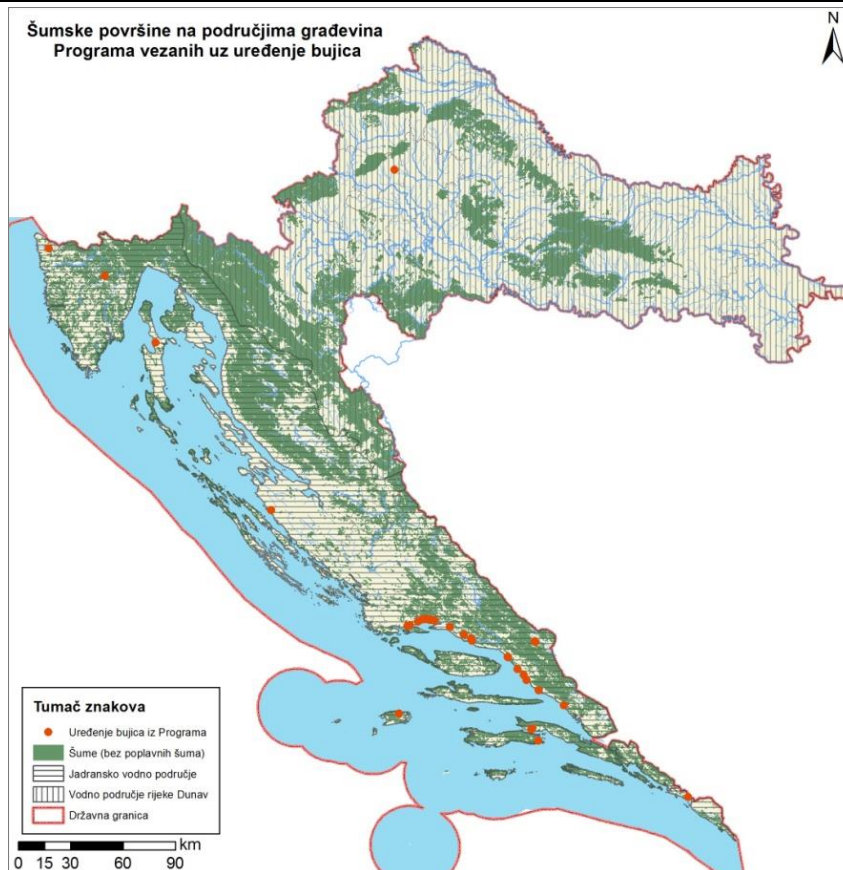 Šumske površine na područjima građevina
Programa vezanih uz uređenje bujica
N
Tumač znakova
Uređenje bujica iz Programa
Šume (bez poplavnih šuma)
Jadransko vodno područje
Vodno područje rijeke Dunav
Državna granica
km
0 15 30 60 90